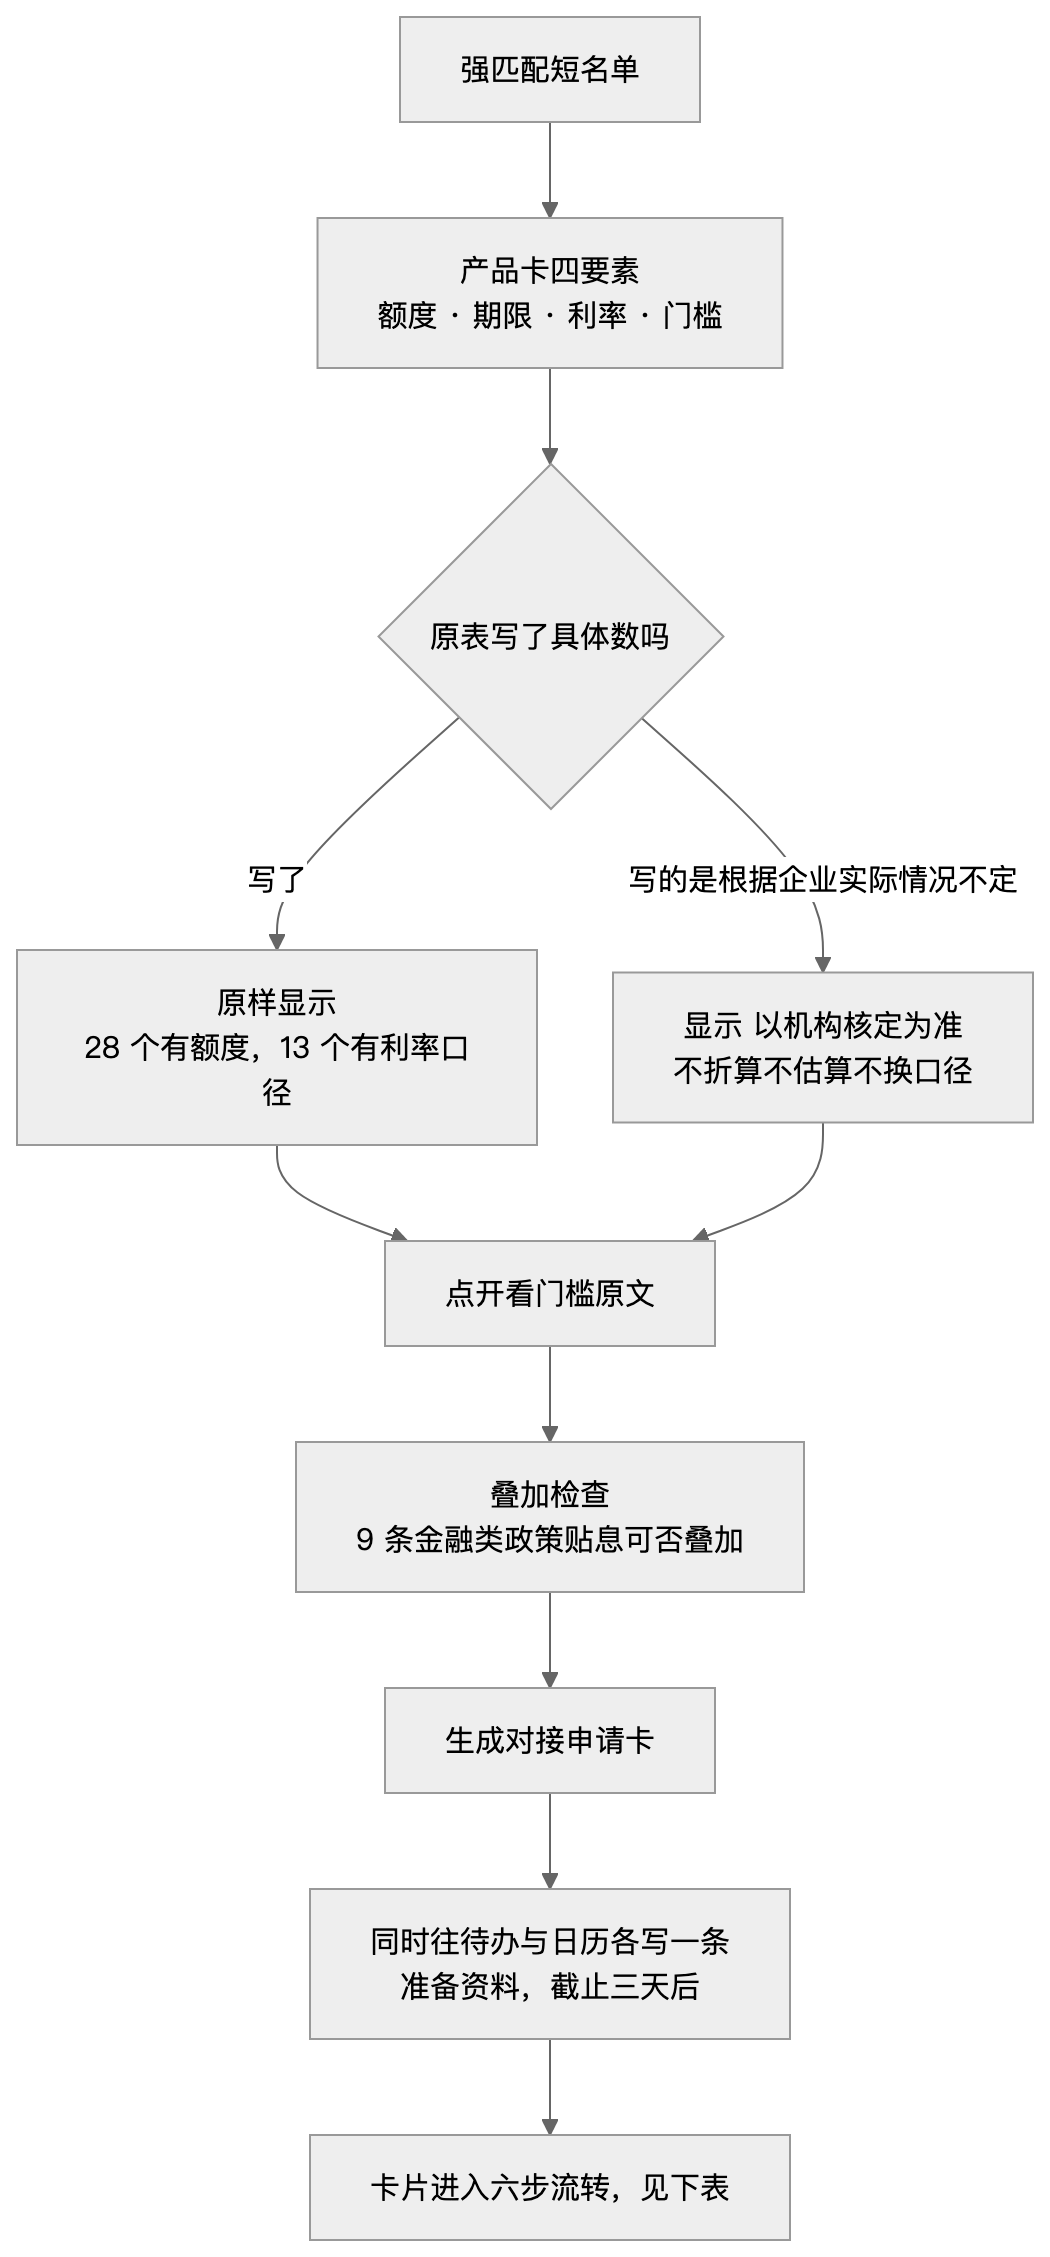 强匹配短名单
产品卡四要素
额度 · 期限 · 利率 · 门槛
原表写了具体数吗
写了
写的是根据企业实际情况不定
原样显示
28 个有额度，13 个有利率口
径
显示 以机构核定为准
不折算不估算不换口径
点开看门槛原文
叠加检查
9 条金融类政策贴息可否叠加
生成对接申请卡
同时往待办与日历各写一条
准备资料，截止三天后
卡片进入六步流转，见下表